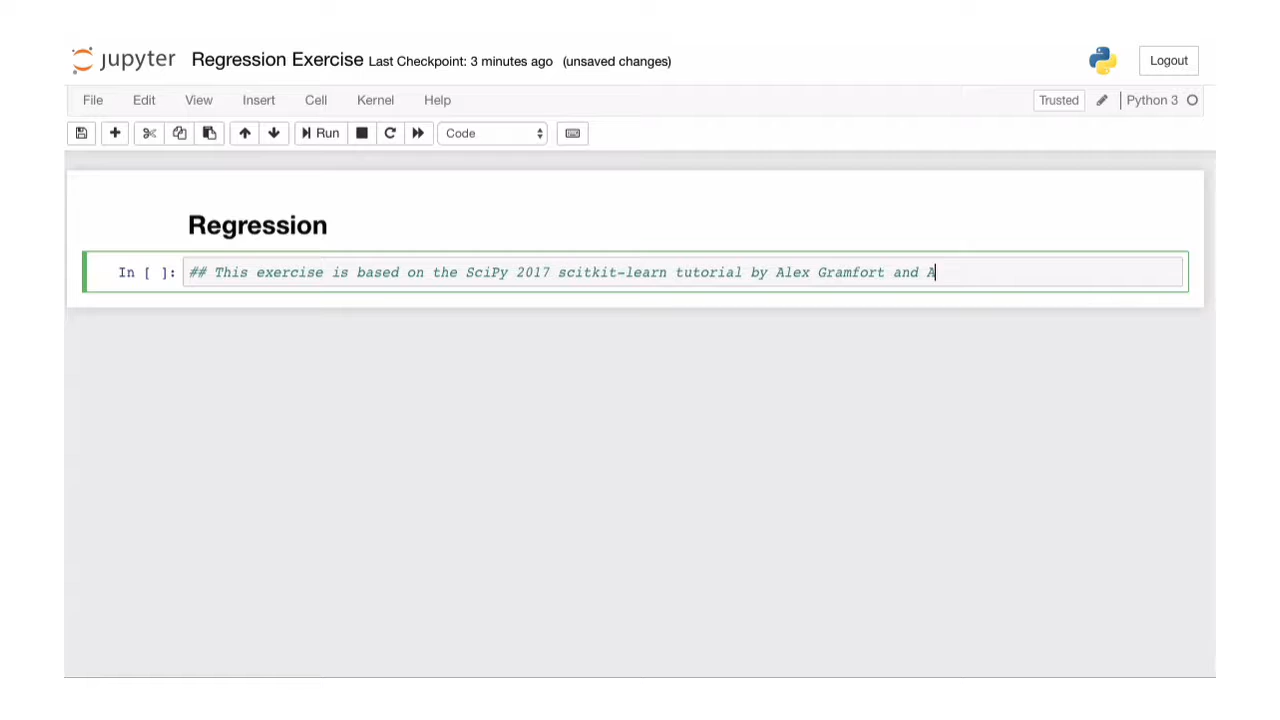 jupyter Regression Exercise Last Checkpoint: 3 minutes ago (unsaved changes) Logout
File Edit View Insert Cell Kernel Help Trusted Python 3
Run Code
Regression
In [ ]: ## This exercise is based on the SciPy 2017 scitkit-learn tutorial by Alex Gramfort and A